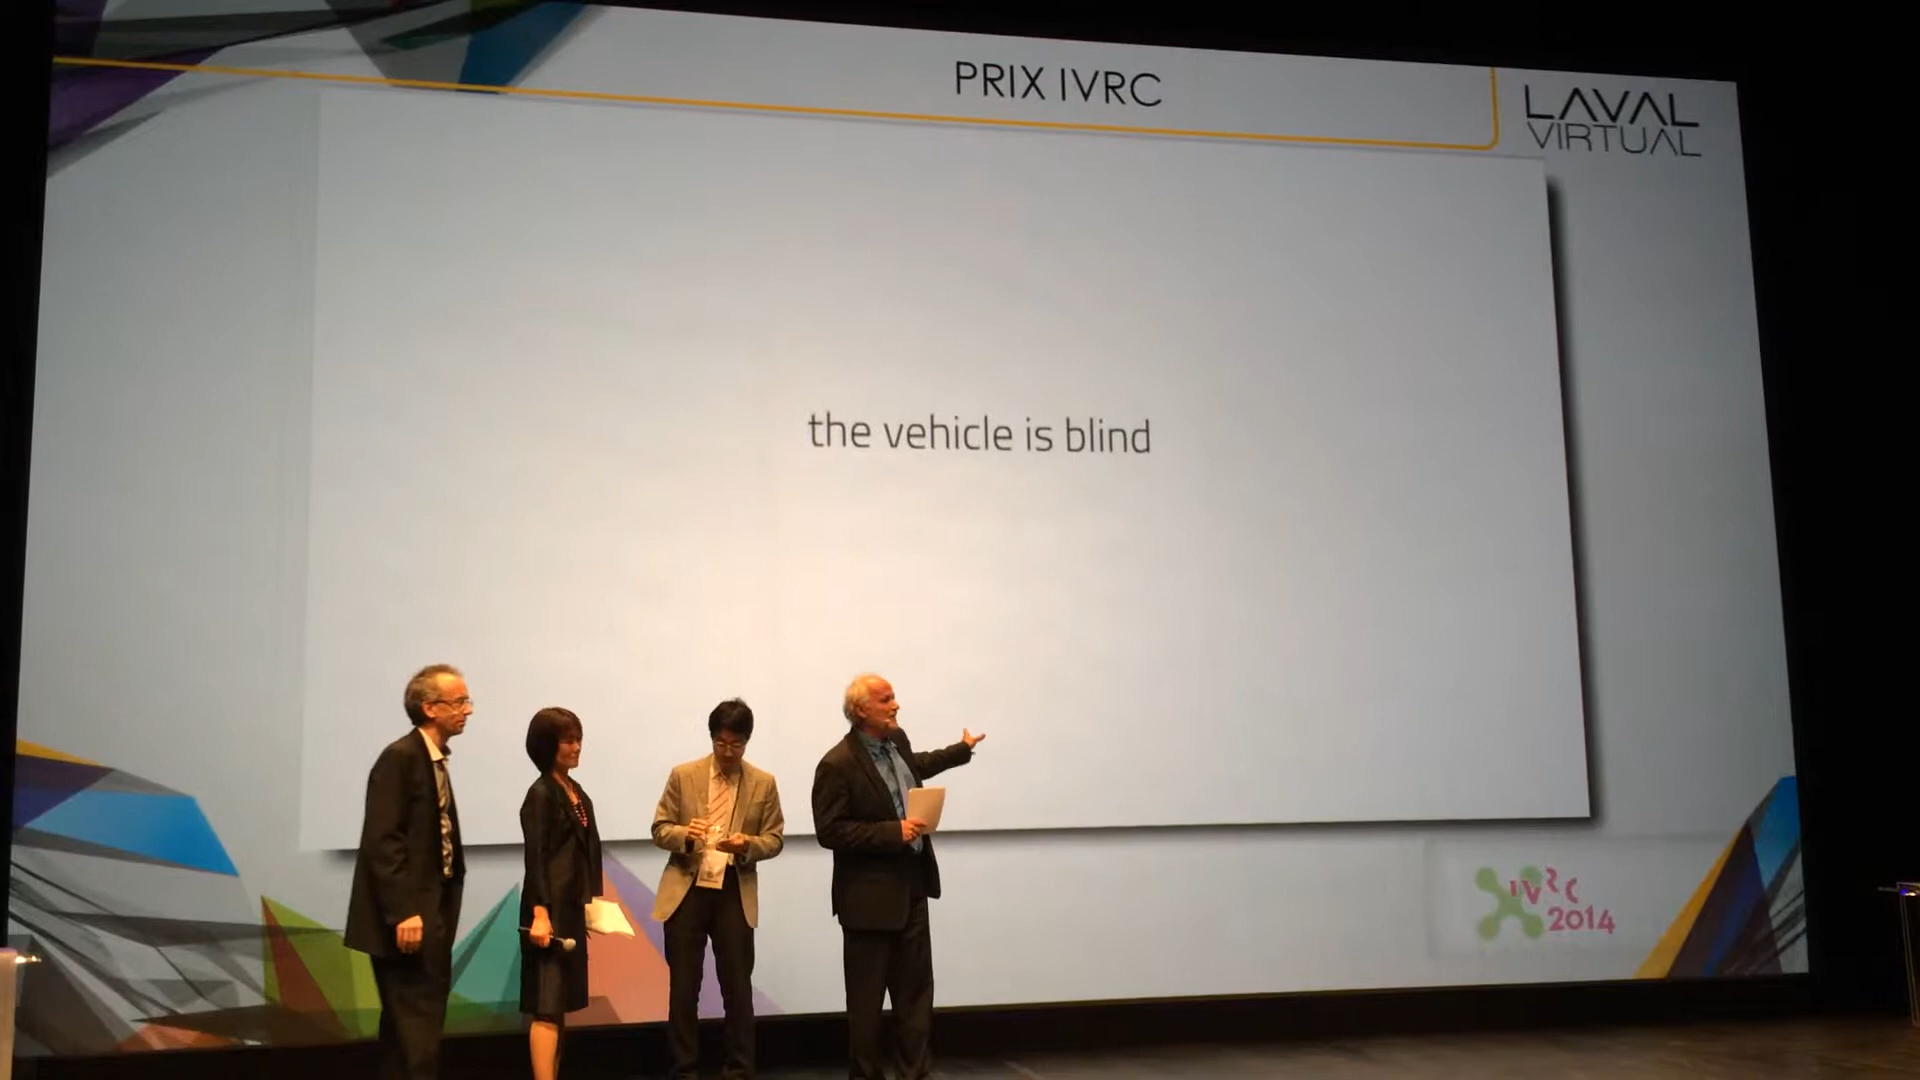 PRIX IVRC
LAVAL
VIRTUAL
the vehicle is blind
IVRC
2014